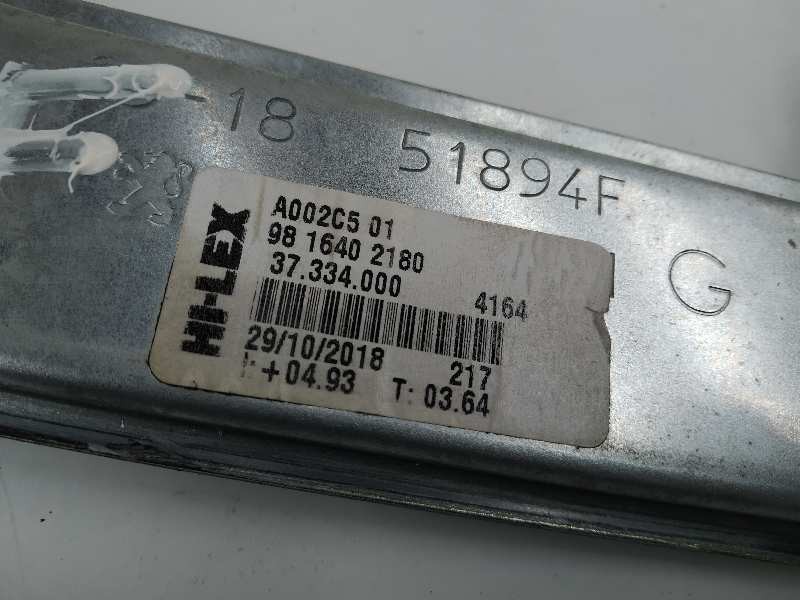 -18 51894F
G
HI-LEX
A002C5 01
98 1640 2180
37.334.000
4164
29/10/2018 217
+04.93 T: 03.64